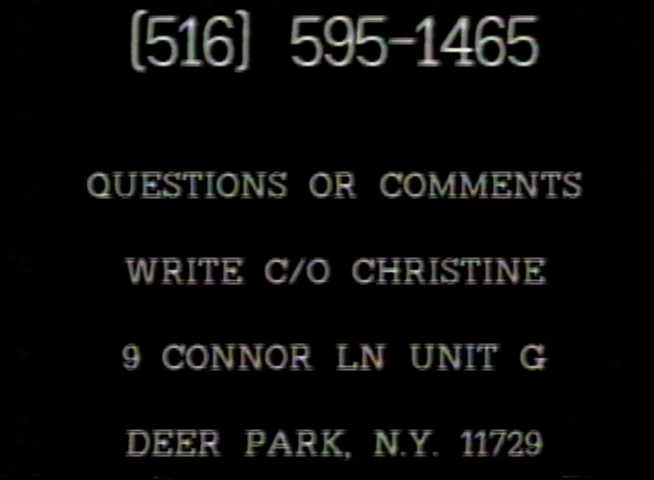 (516) 595-1465
QUESTIONS OR COMMENTS
WRITE C/O CHRISTINE
9 CONNOR LN UNIT G
DEER PARK, N.Y. 11729